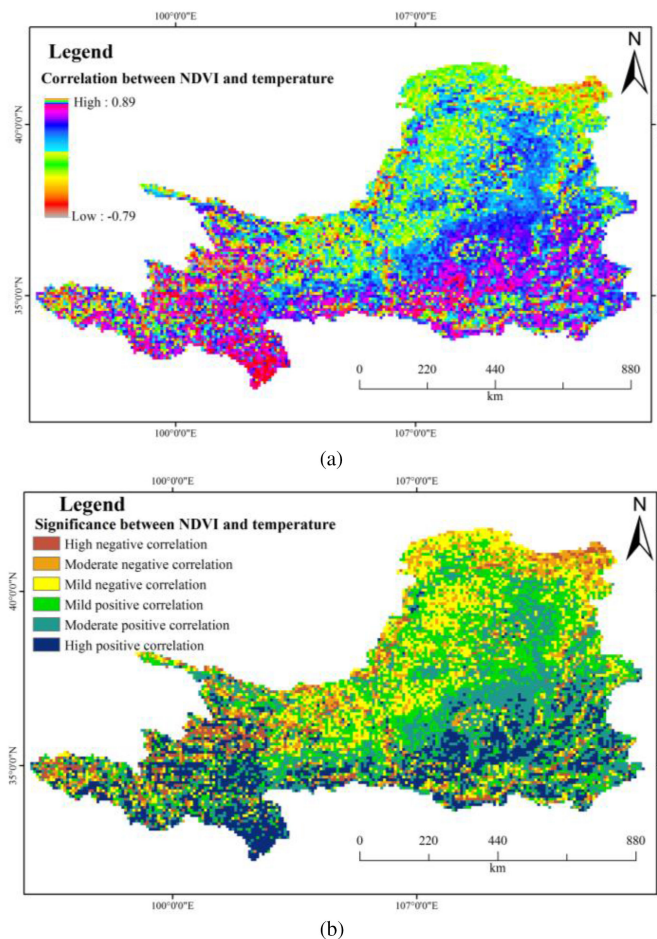 100°0'0"E 107°0'0"E
Legend
Correlation between NDVI and temperature
High : 0.89
Low : -0.79
N
40°0'0"N
35°0'0"N
0 220 440 880
km
100°0'0"E 107°0'0"E
(a)
100°0'0"E 107°0'0"E
Legend
Significance between NDVI and temperature
High negative correlation
Moderate negative correlation
Mild negative correlation
Mild positive correlation
Moderate positive correlation
High positive correlation
N
40°0'0"N
35°0'0"N
0 220 440 880
km
100°0'0"E 107°0'0"E
(b)